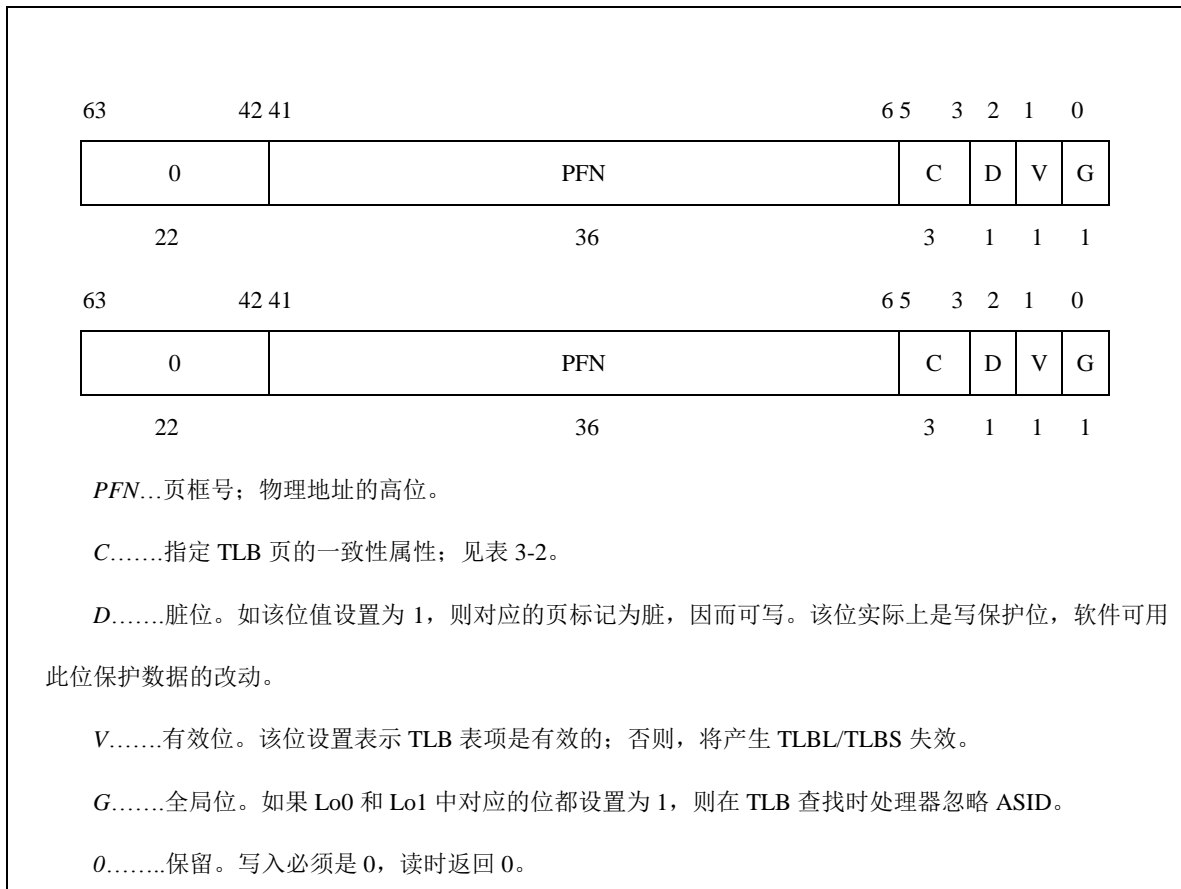 63 42 41 6 5 3 2 1 0
0 PFN C D V G
22 36 3 1 1 1
63 42 41 6 5 3 2 1 0
0 PFN C D V G
22 36 3 1 1 1
PFN…页框号；物理地址的高位。
C…….指定 TLB 页的一致性属性；见表 3-2。
D…….脏位。如该位值设置为 1，则对应的页标记为脏，因而可写。该位实际上是写保护位，软件可用
此位保护数据的改动。
V…….有效位。该位设置表示 TLB 表项是有效的；否则，将产生 TLBL/TLBS 失效。
G…….全局位。如果 Lo0 和 Lo1 中对应的位都设置为 1，则在 TLB 查找时处理器忽略 ASID。
0……..保留。写入必须是 0，读时返回 0。